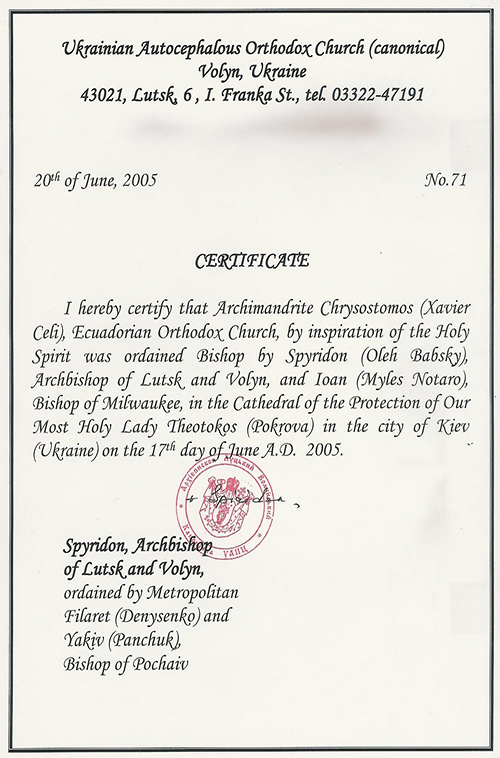 Ukrainian Autocephalous Orthodox Church (canonical)
Volyn, Ukraine
43021, Lutsk, 6 , I. Franka St., tel. 03322-47191
20th of June, 2005
No.71
CERTIFICATE
I hereby certify that Archimandrite Chrysostomos (Xavier
Celi), Ecuadorian Orthodox Church, by inspiration of the Holy
Spirit was ordained Bishop by Spyridon (Oleh Babsky),
Archbishop of Lutsk and Volyn, and Ioan (Myles Notaro),
Bishop of Milwaukee, in the Cathedral of the Protection of Our
Most Holy Lady Theotokos (Pokrova) in the city of Kiev
(Ukraine) on the 17th day of June A.D. 2005.
+ Spyridon
Spyridon, Archbishop
of Lutsk and Volyn,
ordained by Metropolitan
Filaret (Denysenko) and
Yakiv (Panchuk),
Bishop of Pochaiv